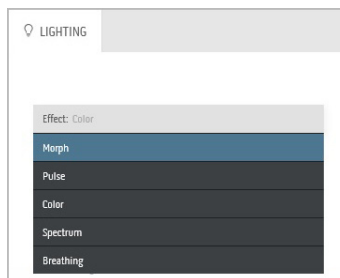 LIGHTING
Effect: Color
Morph
Pulse
Color
Spectrum
Breathing